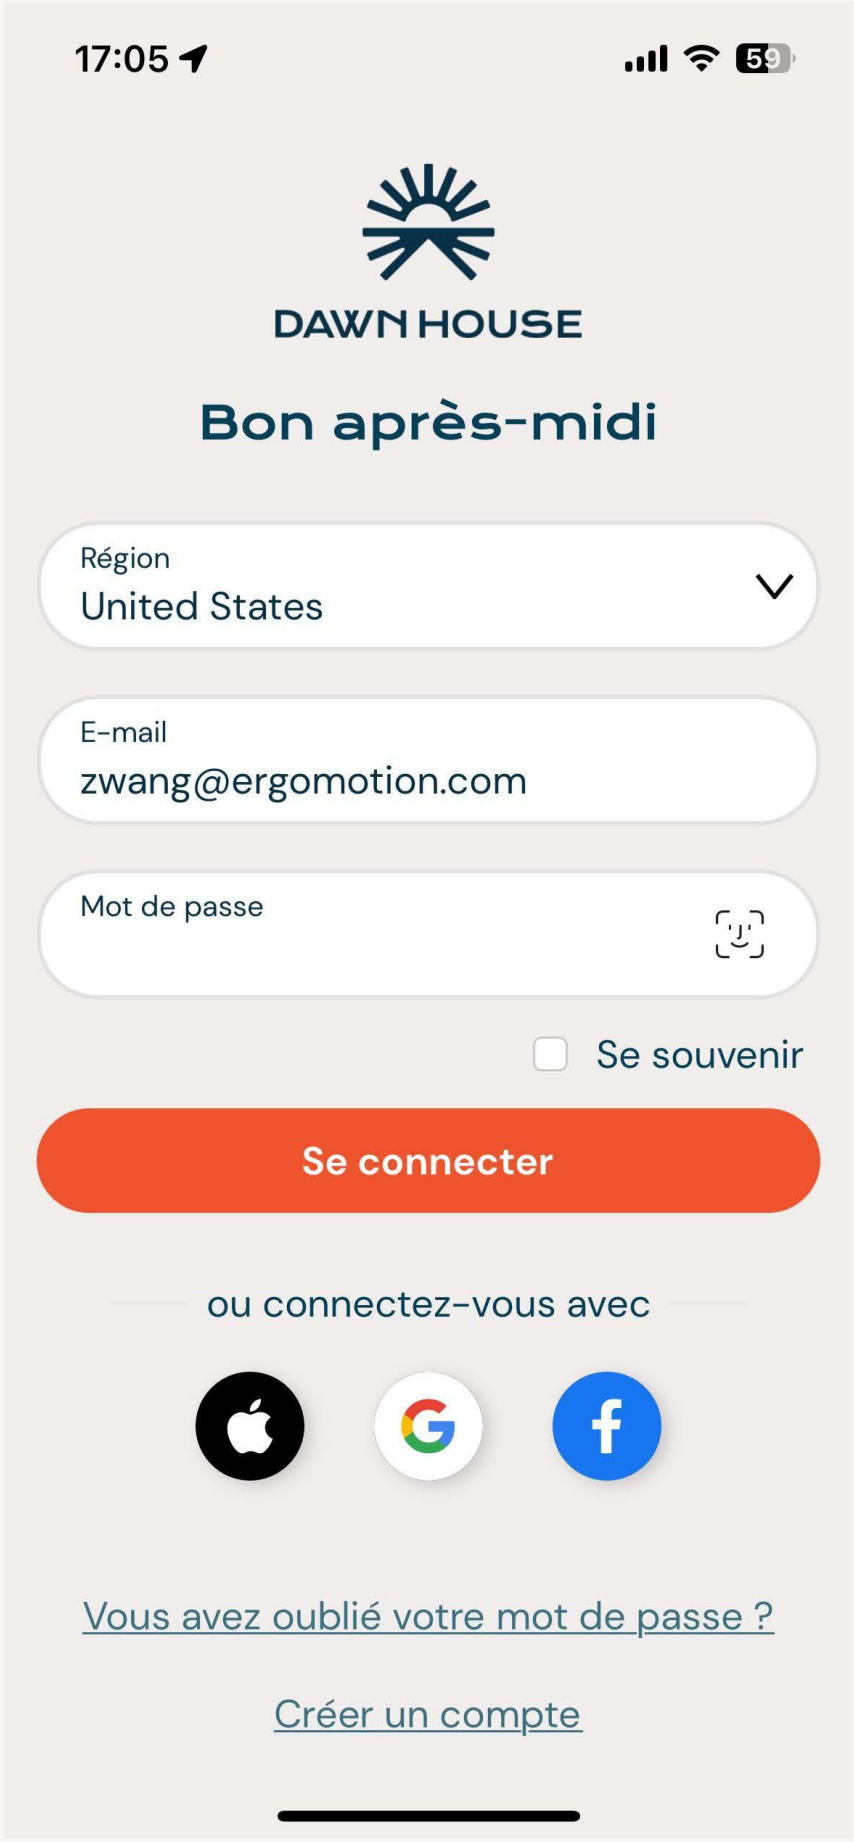 17:05
59
DAWN HOUSE
Bon après-midi
Région
United States
E-mail
zwang@ergomotion.com
Mot de passe
Se souvenir
Se connecter
ou connectez-vous avec
Vous avez oublié votre mot de passe ?
Créer un compte